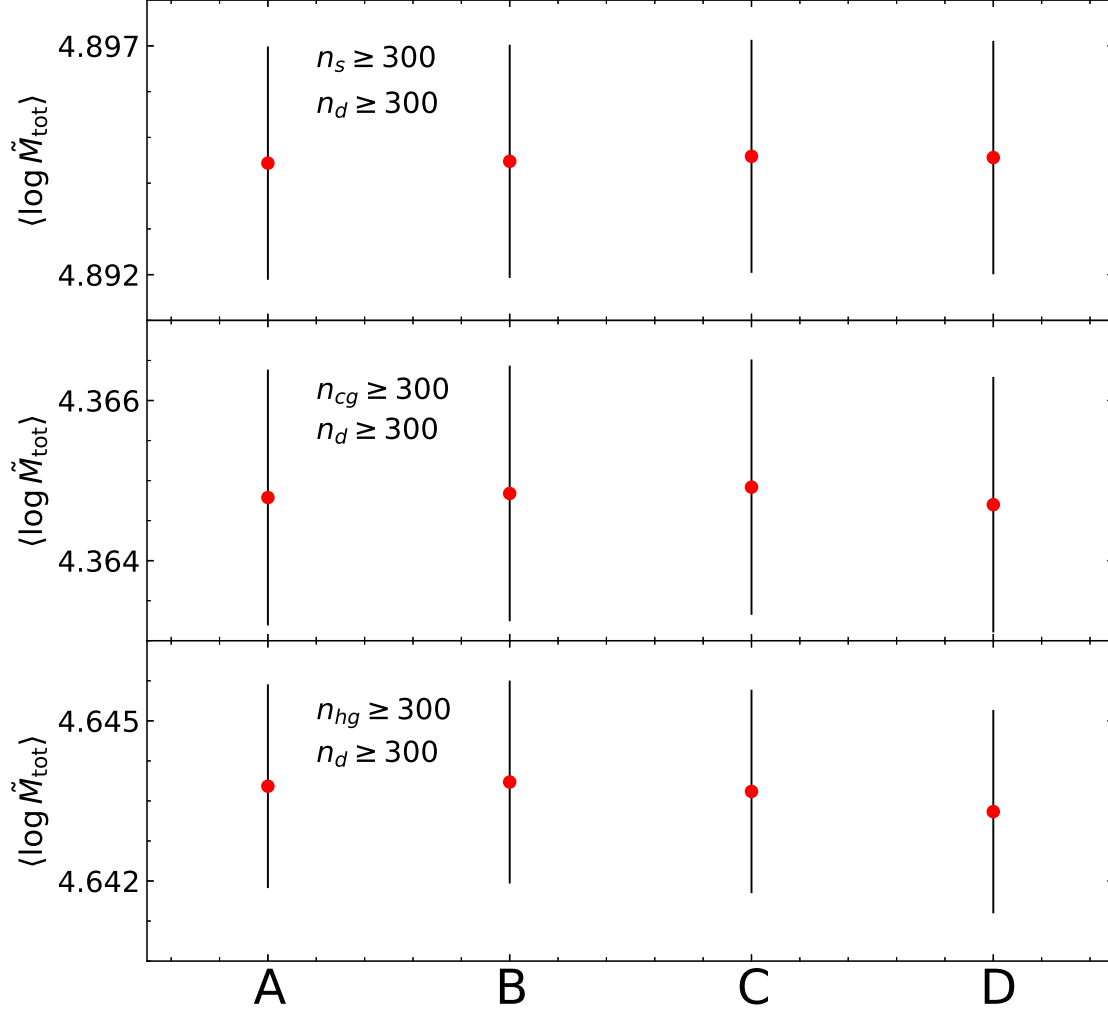 4.897
n_s ≥ 300
n_d ≥ 300
⟨log M̃_tot⟩
4.892
n_cg ≥ 300
4.366
n_d ≥ 300
⟨log M̃_tot⟩
4.364
n_hg ≥ 300
4.645
n_d ≥ 300
⟨log M̃_tot⟩
4.642
A B C D